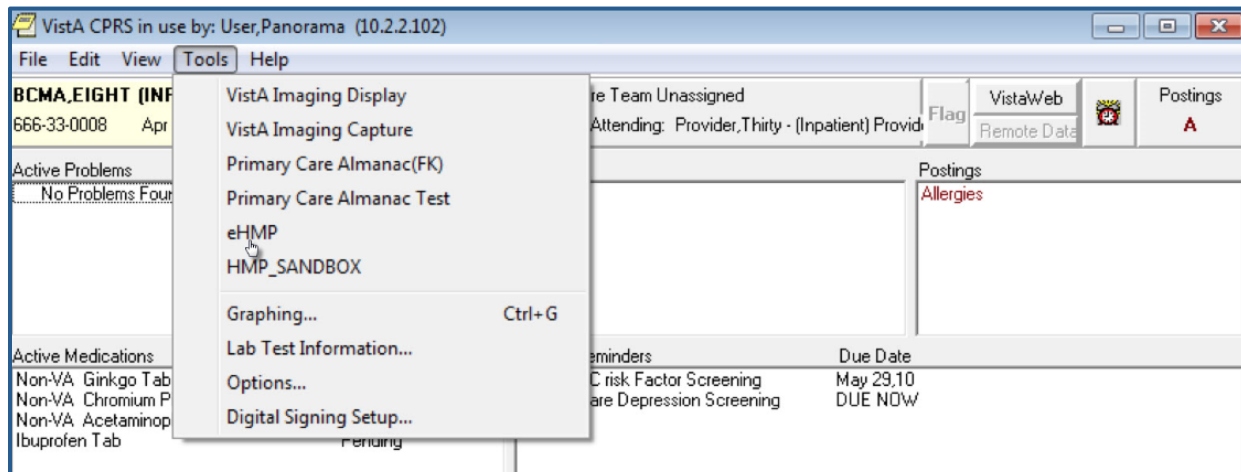 VistA CPRS in use by: User,Panorama (10.2.2.102)
File Edit View Tools Help
BCMA,EIGHT (INP
666-33-0008 Apr
re Team Unassigned
Attending: Provider,Thirty - (Inpatient) Provid
Flag
VistaWeb
Remote Data
Postings
A
VistA Imaging Display
VistA Imaging Capture
Primary Care Almanac(FK)
Primary Care Almanac Test
eHMP
HMP_SANDBOX
Graphing... Ctrl+G
Lab Test Information...
Options...
Digital Signing Setup...
Active Problems
No Problems Foun
Postings
Allergies
Active Medications
Non-VA Ginkgo Tab
Non-VA Chromium P
Non-VA Acetaminop
Ibuprofen Tab Pending
eminders Due Date
C risk Factor Screening May 29,10
are Depression Screening DUE NOW